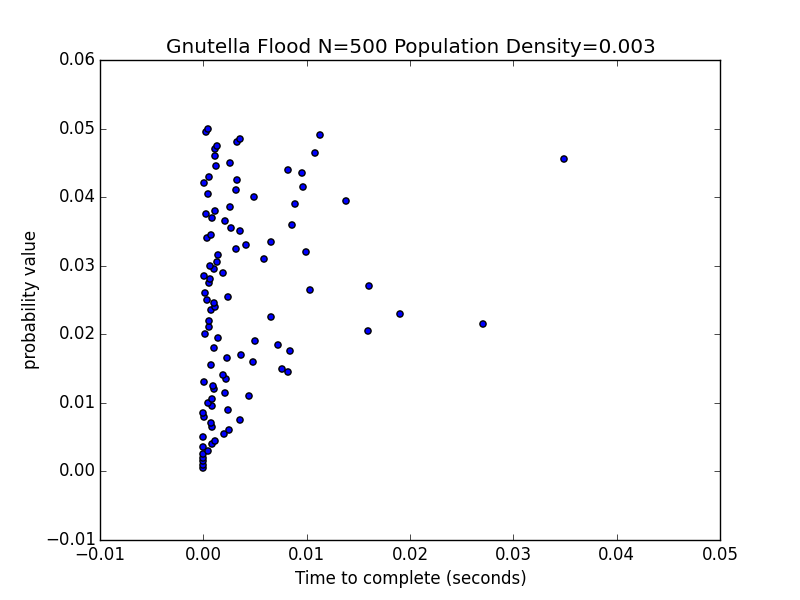 Gnutella Flood N=500 Population Density=0.003
0.06
0.05
0.04
0.03
0.02
0.01
0.00
−0.01
probability value
−0.01 0.00 0.01 0.02 0.03 0.04 0.05
Time to complete (seconds)